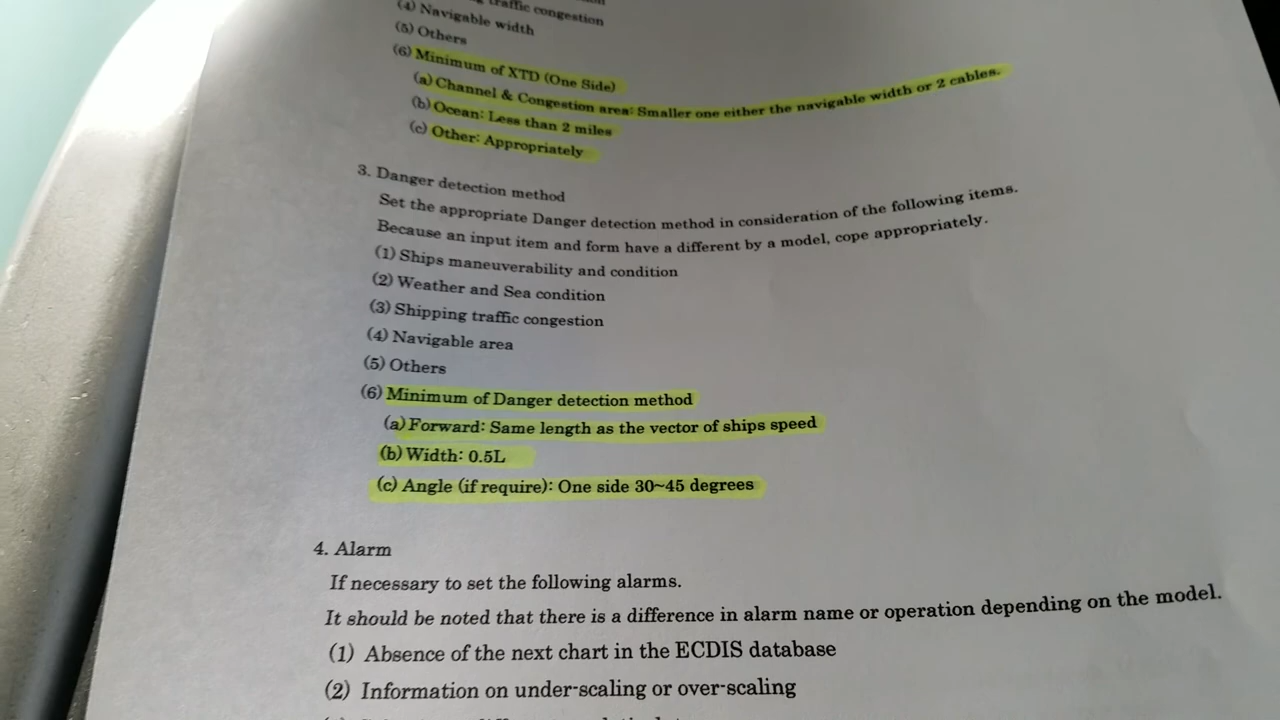 traffic congestion
(4) Navigable width
(5) Others
(6) Minimum of XTD (One Side)
(a) Channel & Congestion area: Smaller one either the navigable width or 2 cables.
(b) Ocean: Less than 2 miles
(c) Other: Appropriately
3. Danger detection method
Set the appropriate Danger detection method in consideration of the following items.
Because an input item and form have a different by a model, cope appropriately.
(1) Ships maneuverability and condition
(2) Weather and Sea condition
(3) Shipping traffic congestion
(4) Navigable area
(5) Others
(6) Minimum of Danger detection method
(a) Forward: Same length as the vector of ships speed
(b) Width: 0.5L
(c) Angle (if require): One side 30~45 degrees
4. Alarm
If necessary to set the following alarms.
It should be noted that there is a difference in alarm name or operation depending on the model.
(1) Absence of the next chart in the ECDIS database
(2) Information on under-scaling or over-scaling